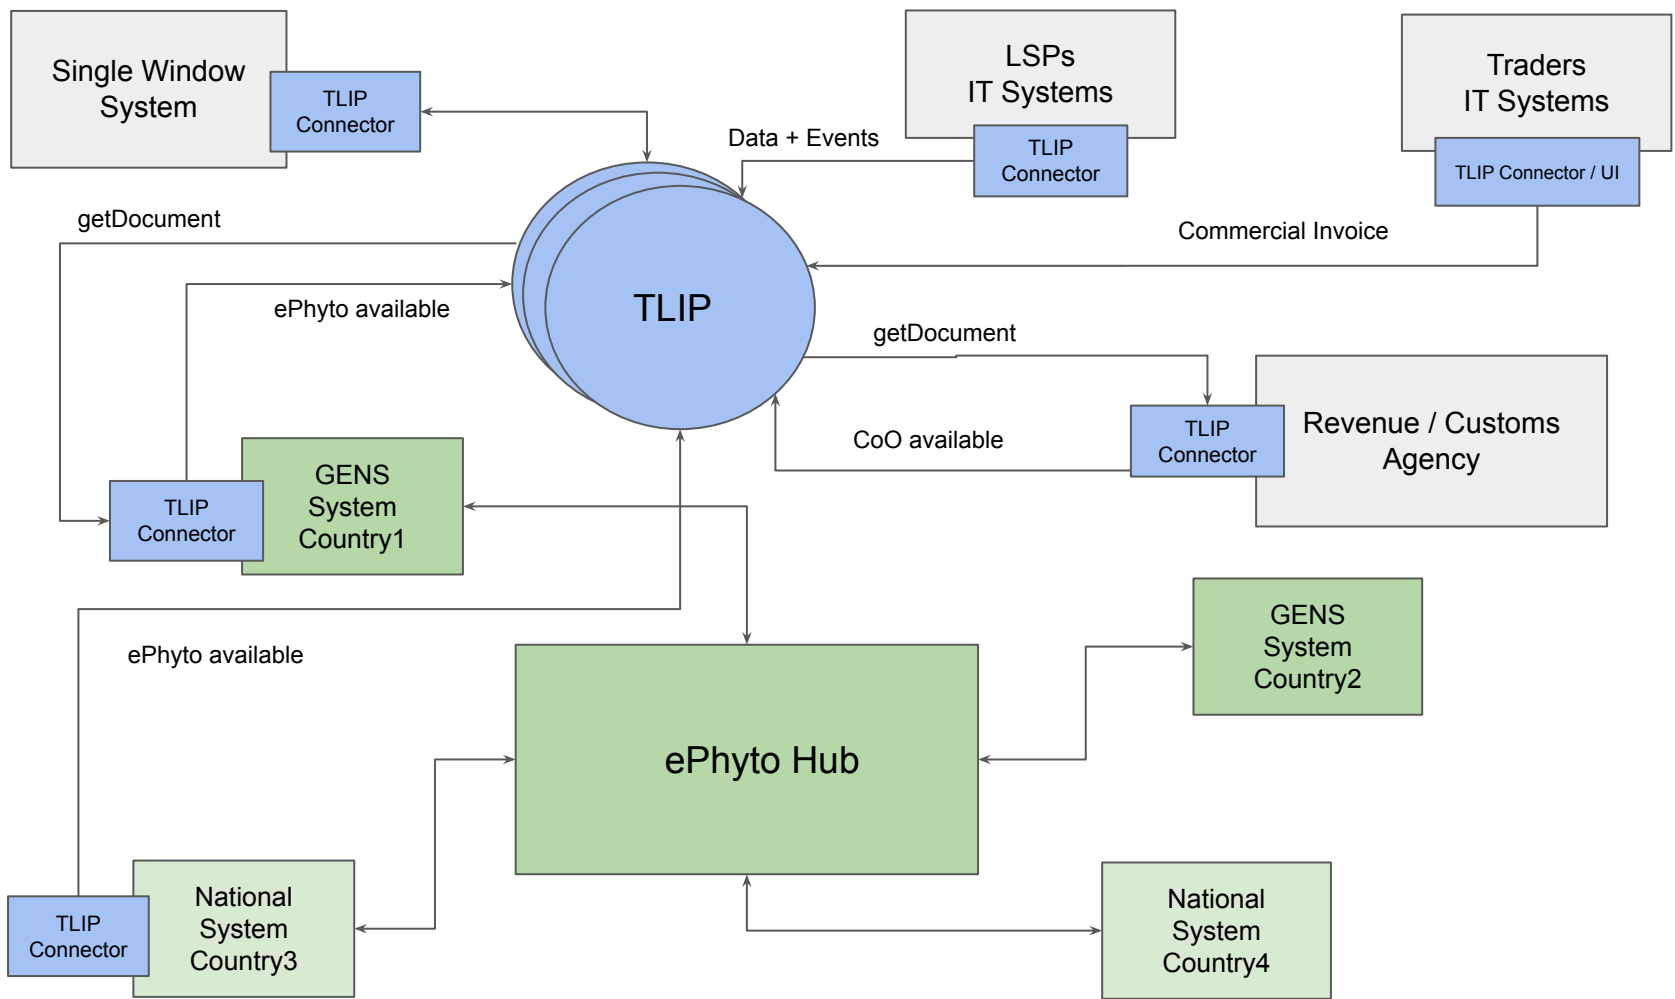 Single Window
System
TLIP
Connector
LSPs
IT Systems
TLIP
Connector
Traders
IT Systems
TLIP Connector / UI
Data + Events
getDocument
Commercial Invoice
ePhyto available
TLIP
getDocument
CoO available
TLIP
Connector
Revenue / Customs
Agency
GENS
System
Country1
TLIP
Connector
ePhyto available
GENS
System
Country2
ePhyto Hub
National
System
Country3
TLIP
Connector
National
System
Country4